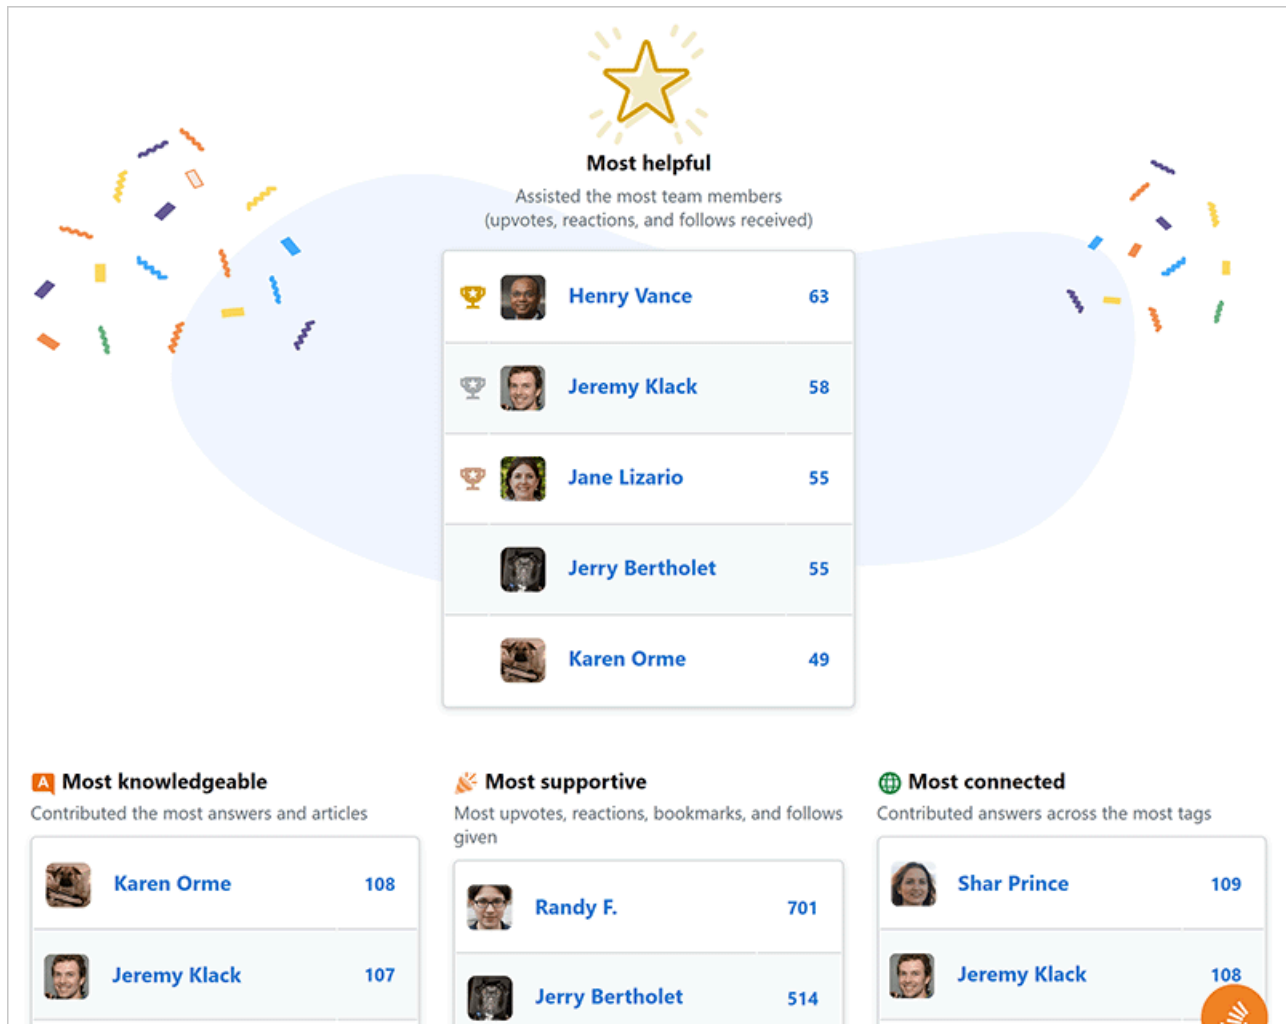 Most helpful
Assisted the most team members
(upvotes, reactions, and follows received)
Henry Vance 63
Jeremy Klack 58
Jane Lizario 55
Jerry Bertholet 55
Karen Orme 49
A Most knowledgeable
Contributed the most answers and articles
Karen Orme 108
Jeremy Klack 107
Most supportive
Most upvotes, reactions, bookmarks, and follows
given
Randy F. 701
Jerry Bertholet 514
Most connected
Contributed answers across the most tags
Shar Prince 109
Jeremy Klack 108